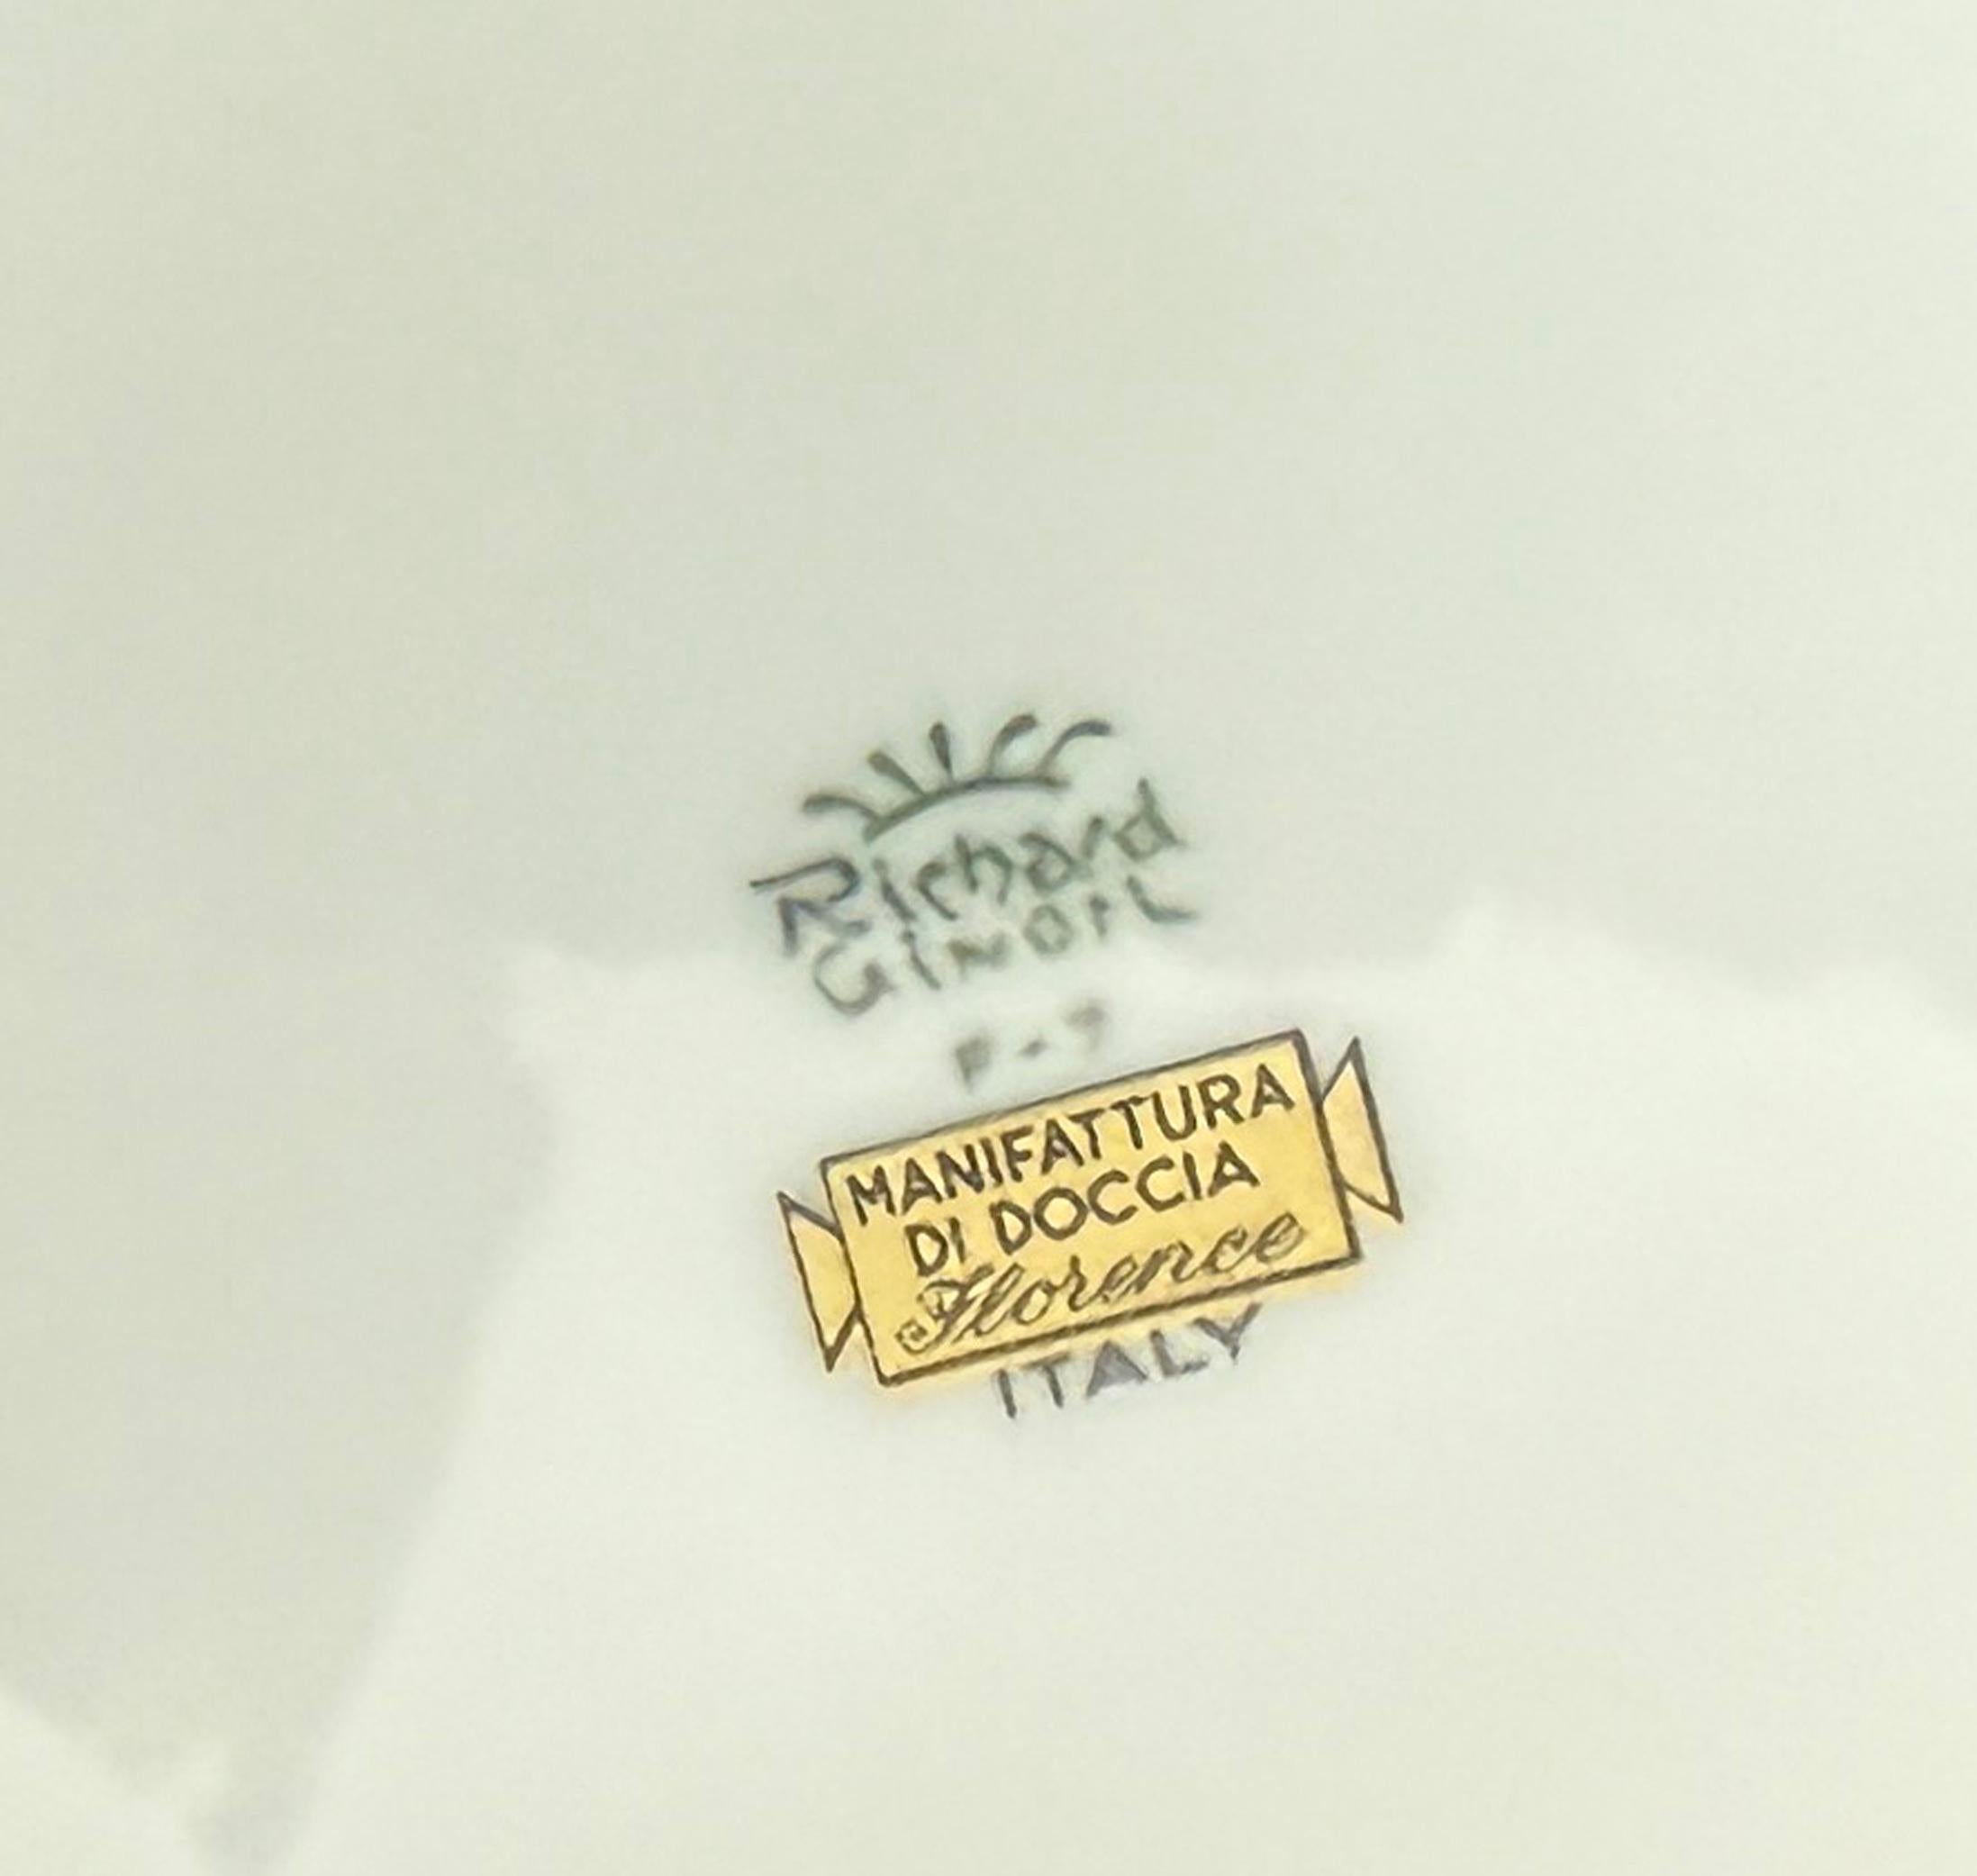 Richard
GINORI
MANIFATTURA
DI DOCCIA
Florence
ITALY